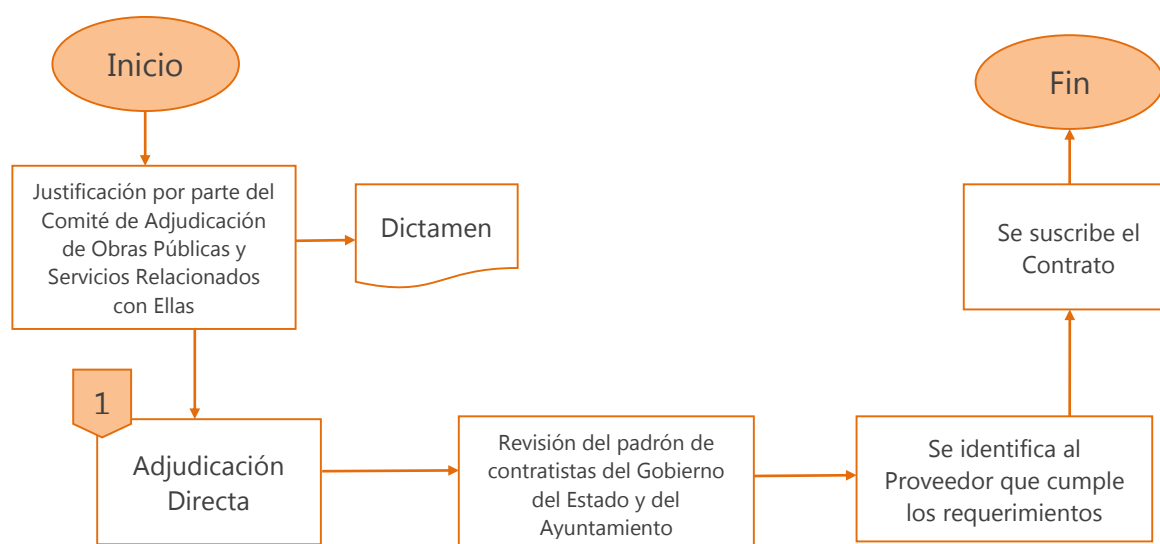 Inicio
Justificación por parte del
Comité de Adjudicación
de Obras Públicas y
Servicios Relacionados
con Ellas
Dictamen
1
Adjudicación
Directa
Revisión del padrón de
contratistas del Gobierno
del Estado y del
Ayuntamiento
Se identifica al
Proveedor que cumple
los requerimientos
Se suscribe el
Contrato
Fin